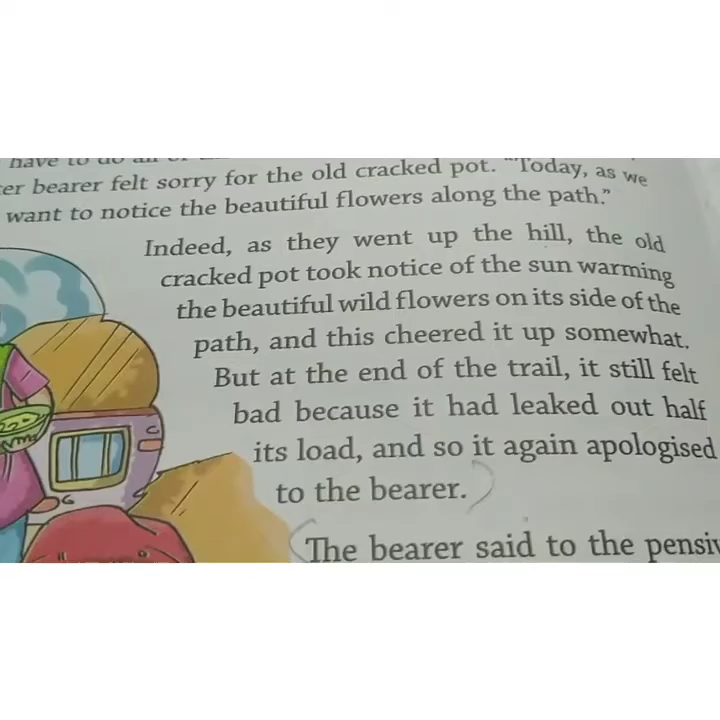 have to do
er bearer felt sorry for the old cracked pot. "Today, as we
want to notice the beautiful flowers along the path."
Indeed, as they went up the hill, the old
cracked pot took notice of the sun warming
the beautiful wild flowers on its side of the
path, and this cheered it up somewhat.
But at the end of the trail, it still felt
bad because it had leaked out half
its load, and so it again apologised
to the bearer.
The bearer said to the pensiv